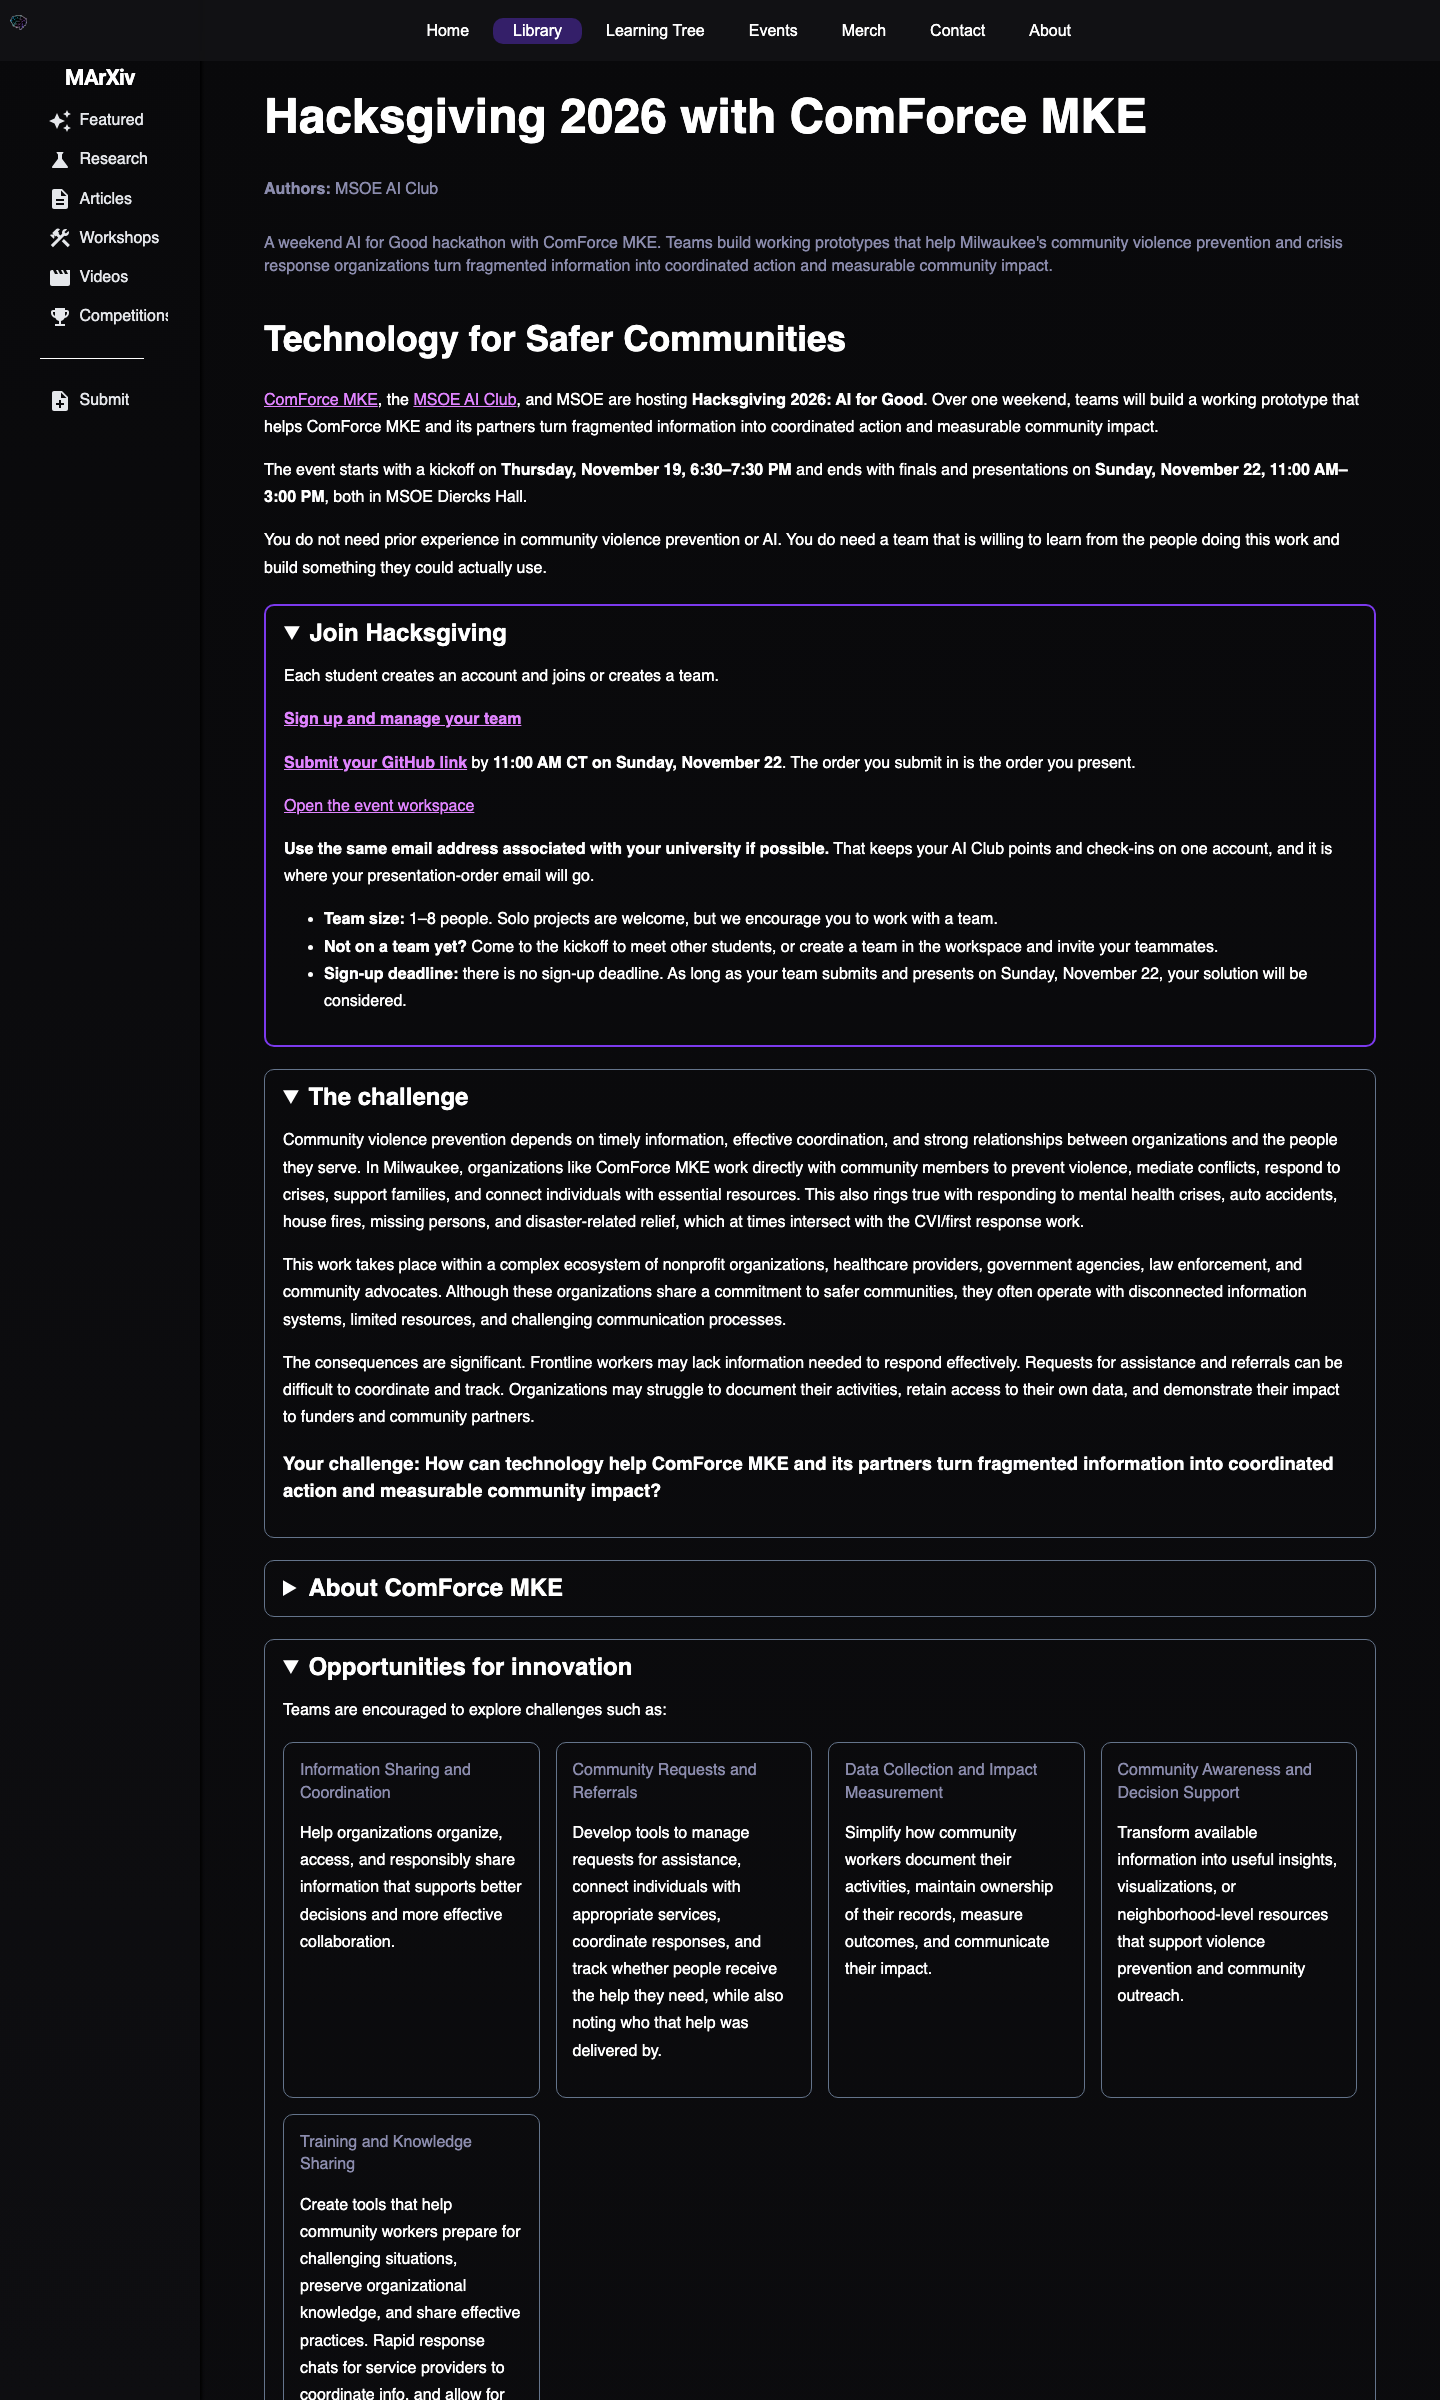 Home
Library
Learning Tree
Events
Merch
Contact
About
MArXiv
Featured
Research
Articles
Workshops
Videos
Competitions
Submit
Hacksgiving 2026 with ComForce MKE
Authors: MSOE AI Club
A weekend AI for Good hackathon with ComForce MKE. Teams build working prototypes that help Milwaukee's community violence prevention and crisis
response organizations turn fragmented information into coordinated action and measurable community impact.
Technology for Safer Communities
ComForce MKE, the MSOE AI Club, and MSOE are hosting Hacksgiving 2026: AI for Good. Over one weekend, teams will build a working prototype that
helps ComForce MKE and its partners turn fragmented information into coordinated action and measurable community impact.
The event starts with a kickoff on Thursday, November 19, 6:30–7:30 PM and ends with finals and presentations on Sunday, November 22, 11:00 AM–
3:00 PM, both in MSOE Diercks Hall.
You do not need prior experience in community violence prevention or AI. You do need a team that is willing to learn from the people doing this work and
build something they could actually use.
Join Hacksgiving
Each student creates an account and joins or creates a team.
Sign up and manage your team
Submit your GitHub link by 11:00 AM CT on Sunday, November 22. The order you submit in is the order you present.
Open the event workspace
Use the same email address associated with your university if possible. That keeps your AI Club points and check-ins on one account, and it is
where your presentation-order email will go.
• Team size: 1–8 people. Solo projects are welcome, but we encourage you to work with a team.
• Not on a team yet? Come to the kickoff to meet other students, or create a team in the workspace and invite your teammates.
• Sign-up deadline: there is no sign-up deadline. As long as your team submits and presents on Sunday, November 22, your solution will be
considered.
The challenge
Community violence prevention depends on timely information, effective coordination, and strong relationships between organizations and the people
they serve. In Milwaukee, organizations like ComForce MKE work directly with community members to prevent violence, mediate conflicts, respond to
crises, support families, and connect individuals with essential resources. This also rings true with responding to mental health crises, auto accidents,
house fires, missing persons, and disaster-related relief, which at times intersect with the CVI/first response work.
This work takes place within a complex ecosystem of nonprofit organizations, healthcare providers, government agencies, law enforcement, and
community advocates. Although these organizations share a commitment to safer communities, they often operate with disconnected information
systems, limited resources, and challenging communication processes.
The consequences are significant. Frontline workers may lack information needed to respond effectively. Requests for assistance and referrals can be
difficult to coordinate and track. Organizations may struggle to document their activities, retain access to their own data, and demonstrate their impact
to funders and community partners.
Your challenge: How can technology help ComForce MKE and its partners turn fragmented information into coordinated
action and measurable community impact?
About ComForce MKE
Opportunities for innovation
Teams are encouraged to explore challenges such as:
Information Sharing and
Coordination
Help organizations organize,
access, and responsibly share
information that supports better
decisions and more effective
collaboration.
Community Requests and
Referrals
Develop tools to manage
requests for assistance,
connect individuals with
appropriate services,
coordinate responses, and
track whether people receive
the help they need, while also
noting who that help was
delivered by.
Data Collection and Impact
Measurement
Simplify how community
workers document their
activities, maintain ownership
of their records, measure
outcomes, and communicate
their impact.
Community Awareness and
Decision Support
Transform available
information into useful insights,
visualizations, or
neighborhood-level resources
that support violence
prevention and community
outreach.
Training and Knowledge
Sharing
Create tools that help
community workers prepare for
challenging situations,
preserve organizational
knowledge, and share effective
practices. Rapid response
chats for service providers to
coordinate info, and allow for